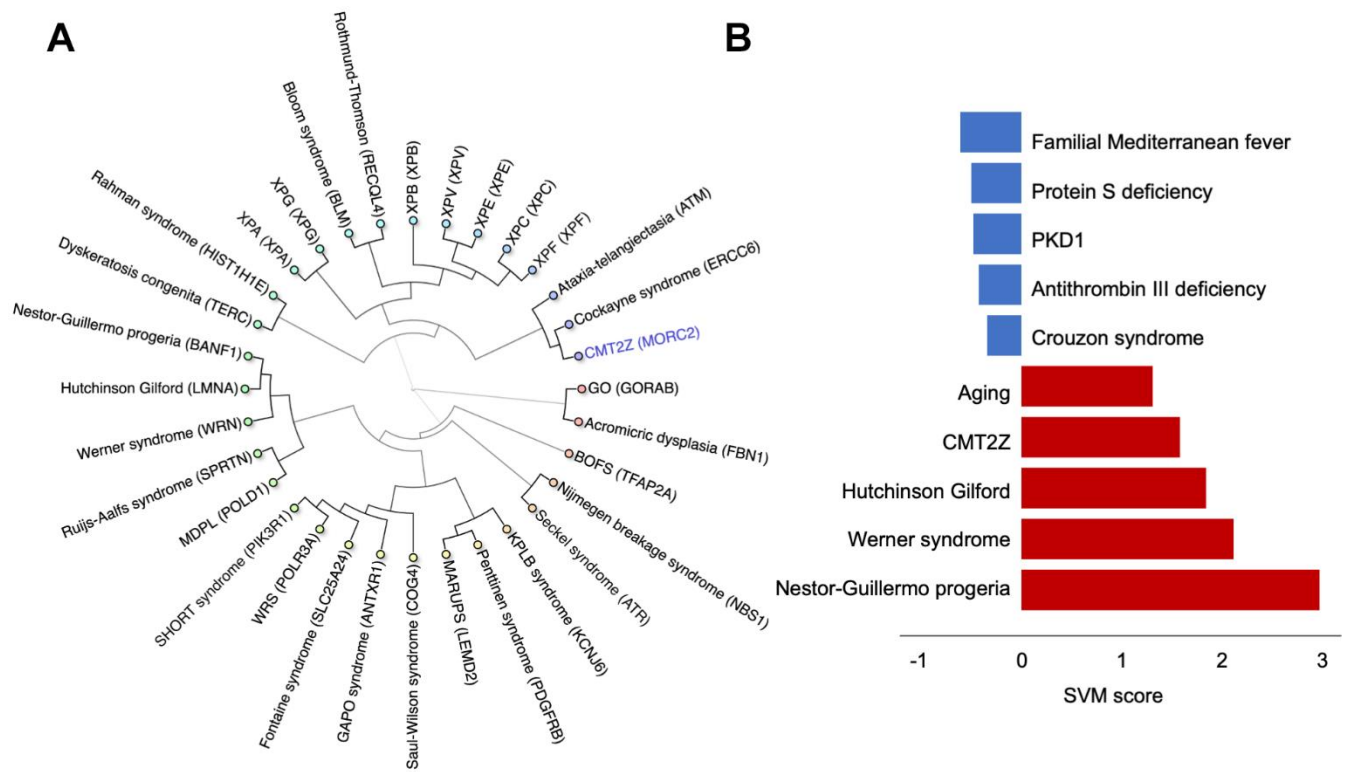 A
B
Rothmund-Thomson (RECQL4)
Bloom syndrome (BLM)
XPG (XPG)
XPA (XPA)
Rahman syndrome (HIST1H1E)
Dyskeratosis congenita (TERC)
Nestor-Guillermo progeria (BANF1)
Hutchinson Gilford (LMNA)
Werner syndrome (WRN)
Ruijs-Aalfs syndrome (SPRTN)
MDPL (POLD1)
SHORT syndrome (PIK3R1)
WRS (POLR3A)
Fontaine syndrome (SLC25A24)
GAPO syndrome (ANTXR1)
Saul-Wilson syndrome (COG4)
MARUPS (LEMD2)
Penttinen syndrome (PDGFRB)
KPLB syndrome (KCNJ6)
Seckel syndrome (ATR)
Nijmegen breakage syndrome (NBS1)
BOFS (TFAP2A)
Acromicric dysplasia (FBN1)
GO (GORAB)
CMT2Z (MORC2)
Cockayne syndrome (ERCC6)
Ataxia-telangiectasia (ATM)
XPF (XPF)
XPC (XPC)
XPE (XPE)
XPV (XPV)
XPB (XPB)
Familial Mediterranean fever
Protein S deficiency
PKD1
Antithrombin III deficiency
Crouzon syndrome
Aging
CMT2Z
Hutchinson Gilford
Werner syndrome
Nestor-Guillermo progeria
-1 0 1 2 3
SVM score